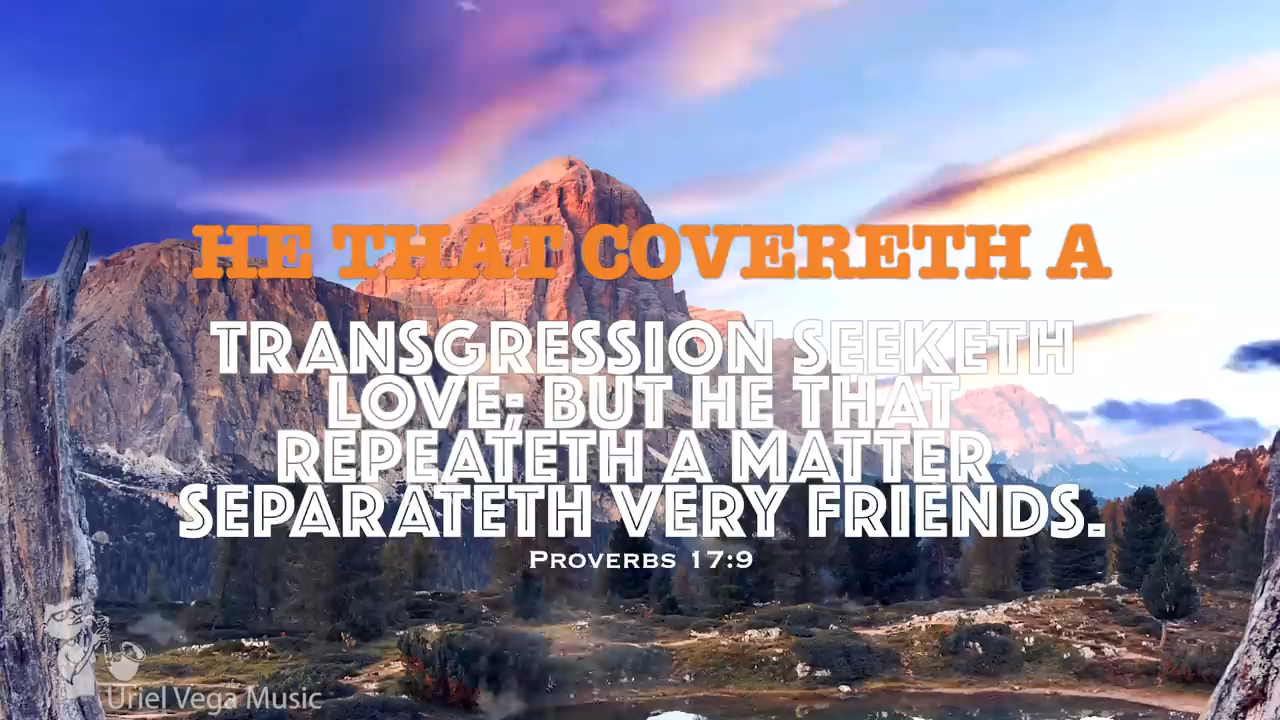 HE THAT COVERETH A
TRANSGRESSION SEEKETH
LOVE; BUT HE THAT
REPEATETH A MATTER
SEPARATETH VERY FRIENDS.
PROVERBS 17:9
Uriel Vega Music